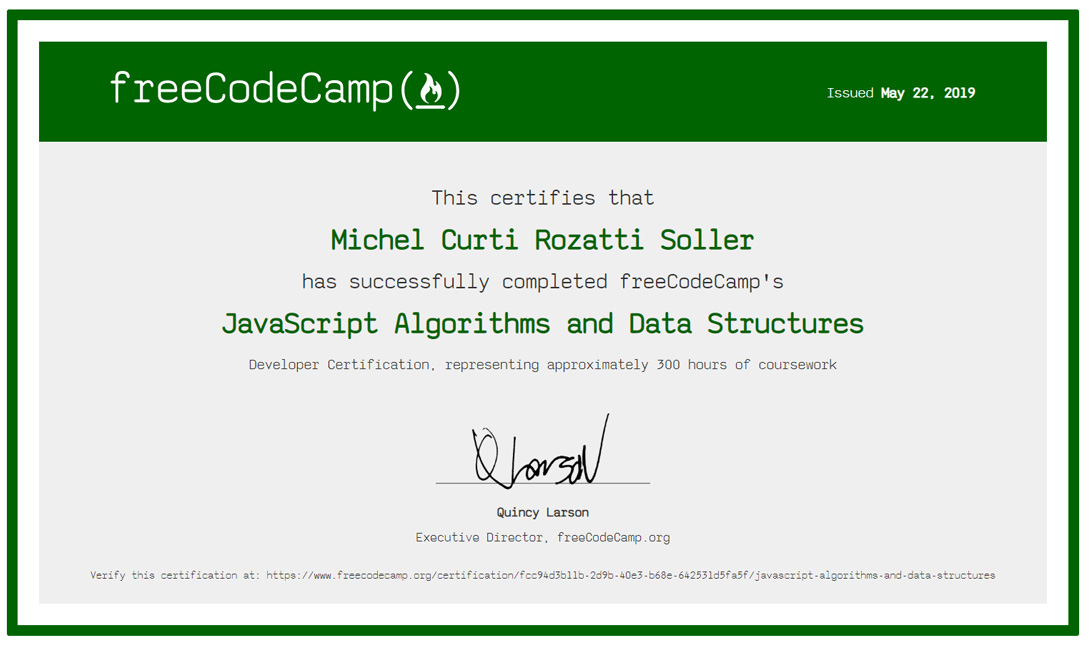 freeCodeCamp(🔥)
Issued May 22, 2019
This certifies that
Michel Curti Rozatti Soller
has successfully completed freeCodeCamp's
JavaScript Algorithms and Data Structures
Developer Certification, representing approximately 300 hours of coursework
Q Larson
Quincy Larson
Executive Director, freeCodeCamp.org
Verify this certification at: https://www.freecodecamp.org/certification/fcc94d3b11b-2d9b-40e3-b68e-642531d5fa5f/javascript-algorithms-and-data-structures